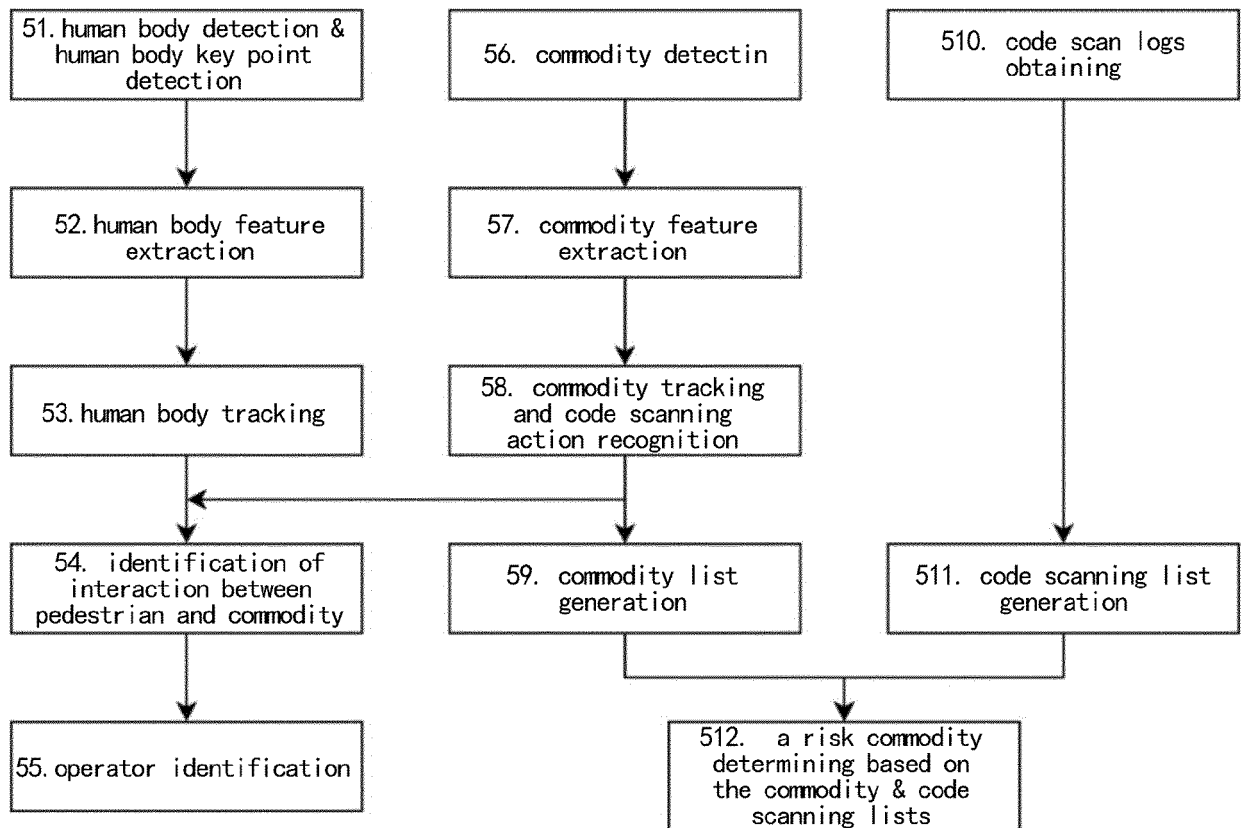 51. human body detection &
human body key point
detection
56. commodity detectin
510. code scan logs
obtaining
52. human body feature
extraction
57. commodity feature
extraction
53. human body tracking
58. commodity tracking
and code scanning
action recognition
54. identification of
interaction between
pedestrian and commodity
59. commodity list
generation
511. code scanning list
generation
55. operator identification
512. a risk commodity
determining based on
the commodity & code
scanning lists